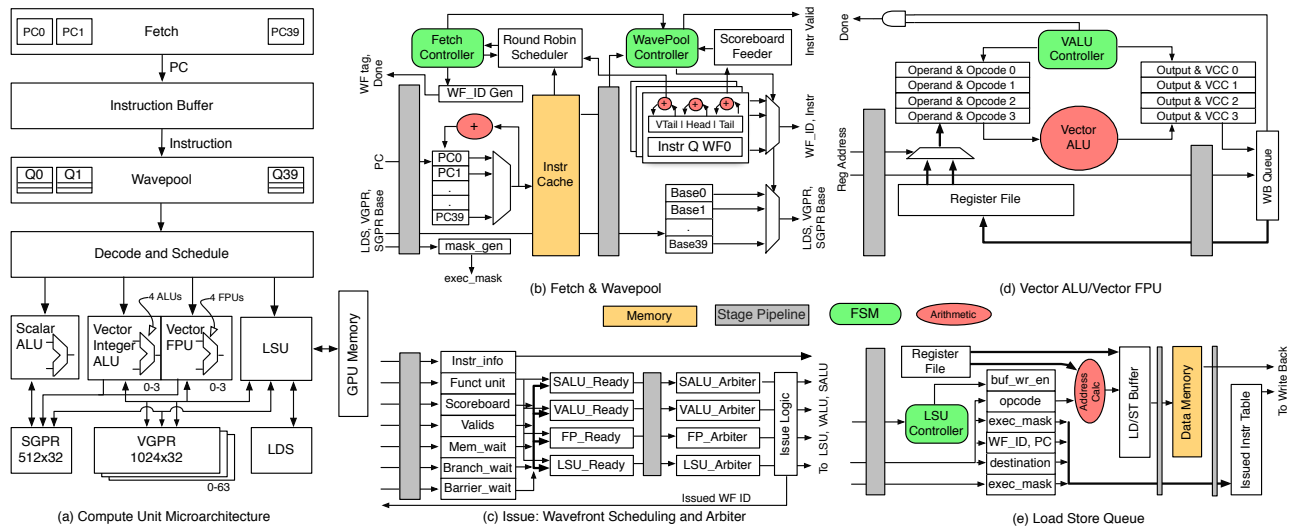 PC0
PC1
Fetch
PC39
PC
Instruction Buffer
Instruction
Q0
Q1
Wavepool
Q39
Decode and Schedule
4 ALUs
4 FPUs
Scalar
ALU
Vector
Integer
ALU
Vector
FPU
LSU
GPU Memory
0-3
0-3
SGPR
512x32
VGPR
1024x32
LDS
0-63
(a) Compute Unit Microarchitecture
Fetch
Controller
Round Robin
Scheduler
WavePool
Controller
Scoreboard
Feeder
Instr Valid
WF tag,
Done
WF_ID Gen
+
+
+
+
VTail | Head | Tail
Instr Q WF0
WF_ID, Instr
PC
PC0
PC1
.
.
PC39
Instr
Cache
Base0
Base1
.
Base39
LDS, VGPR,
SGPR Base
LDS, VGPR,
SGPR Base
mask_gen
exec_mask
(b) Fetch & Wavepool
Done
VALU
Controller
Operand & Opcode 0
Operand & Opcode 1
Operand & Opcode 2
Operand & Opcode 3
Output & VCC 0
Output & VCC 1
Output & VCC 2
Output & VCC 3
Vector
ALU
Reg Address
Register File
WB Queue
(d) Vector ALU/Vector FPU
Memory
Stage Pipeline
FSM
Arithmetic
Instr_info
Funct unit
Scoreboard
Valids
Mem_wait
Branch_wait
Barrier_wait
SALU_Ready
VALU_Ready
FP_Ready
LSU_Ready
SALU_Arbiter
VALU_Arbiter
FP_Arbiter
LSU_Arbiter
Issue Logic
To LSU, VALU, SALU
Issued WF ID
(c) Issue: Wavefront Scheduling and Arbiter
Register
File
LSU
Controller
buf_wr_en
opcode
exec_mask
WF_ID, PC
destination
exec_mask
Address
Calc
LD/ST Buffer
Data Memory
Issued Instr Table
To Write Back
(e) Load Store Queue